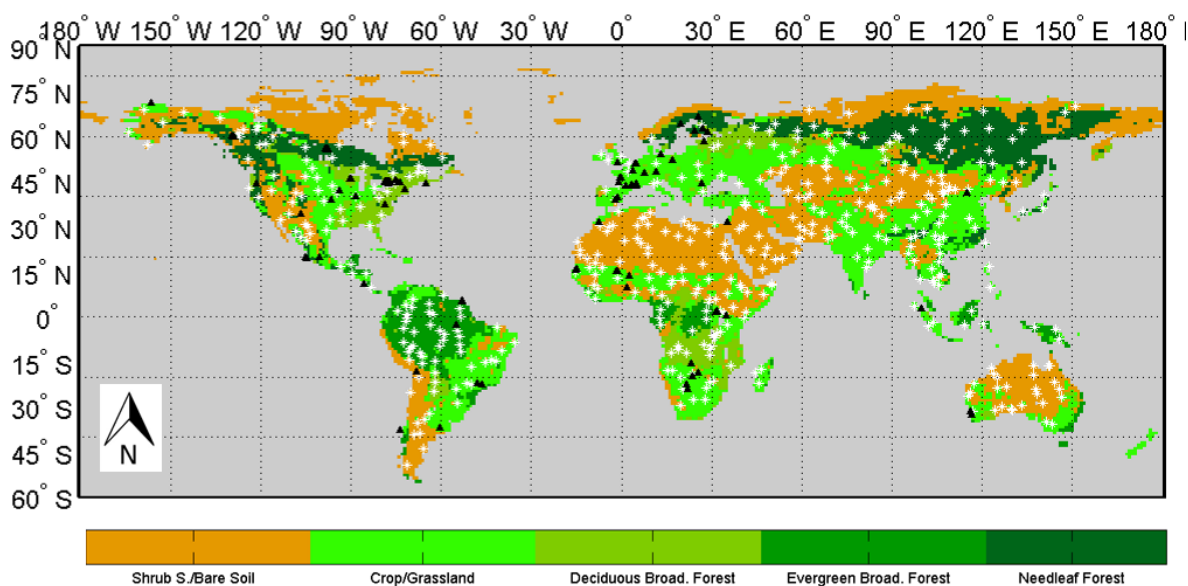 180° W 150° W 120° W 90° W 60° W 30° W 0° 30° E 60° E 90° E 120° E 150° E 180° E
90° N
75° N
60° N
45° N
30° N
15° N
0°
15° S
30° S
45° S
60° S
N
Shrub S./Bare Soil Crop/Grassland Deciduous Broad. Forest Evergreen Broad. Forest Needleaf Forest